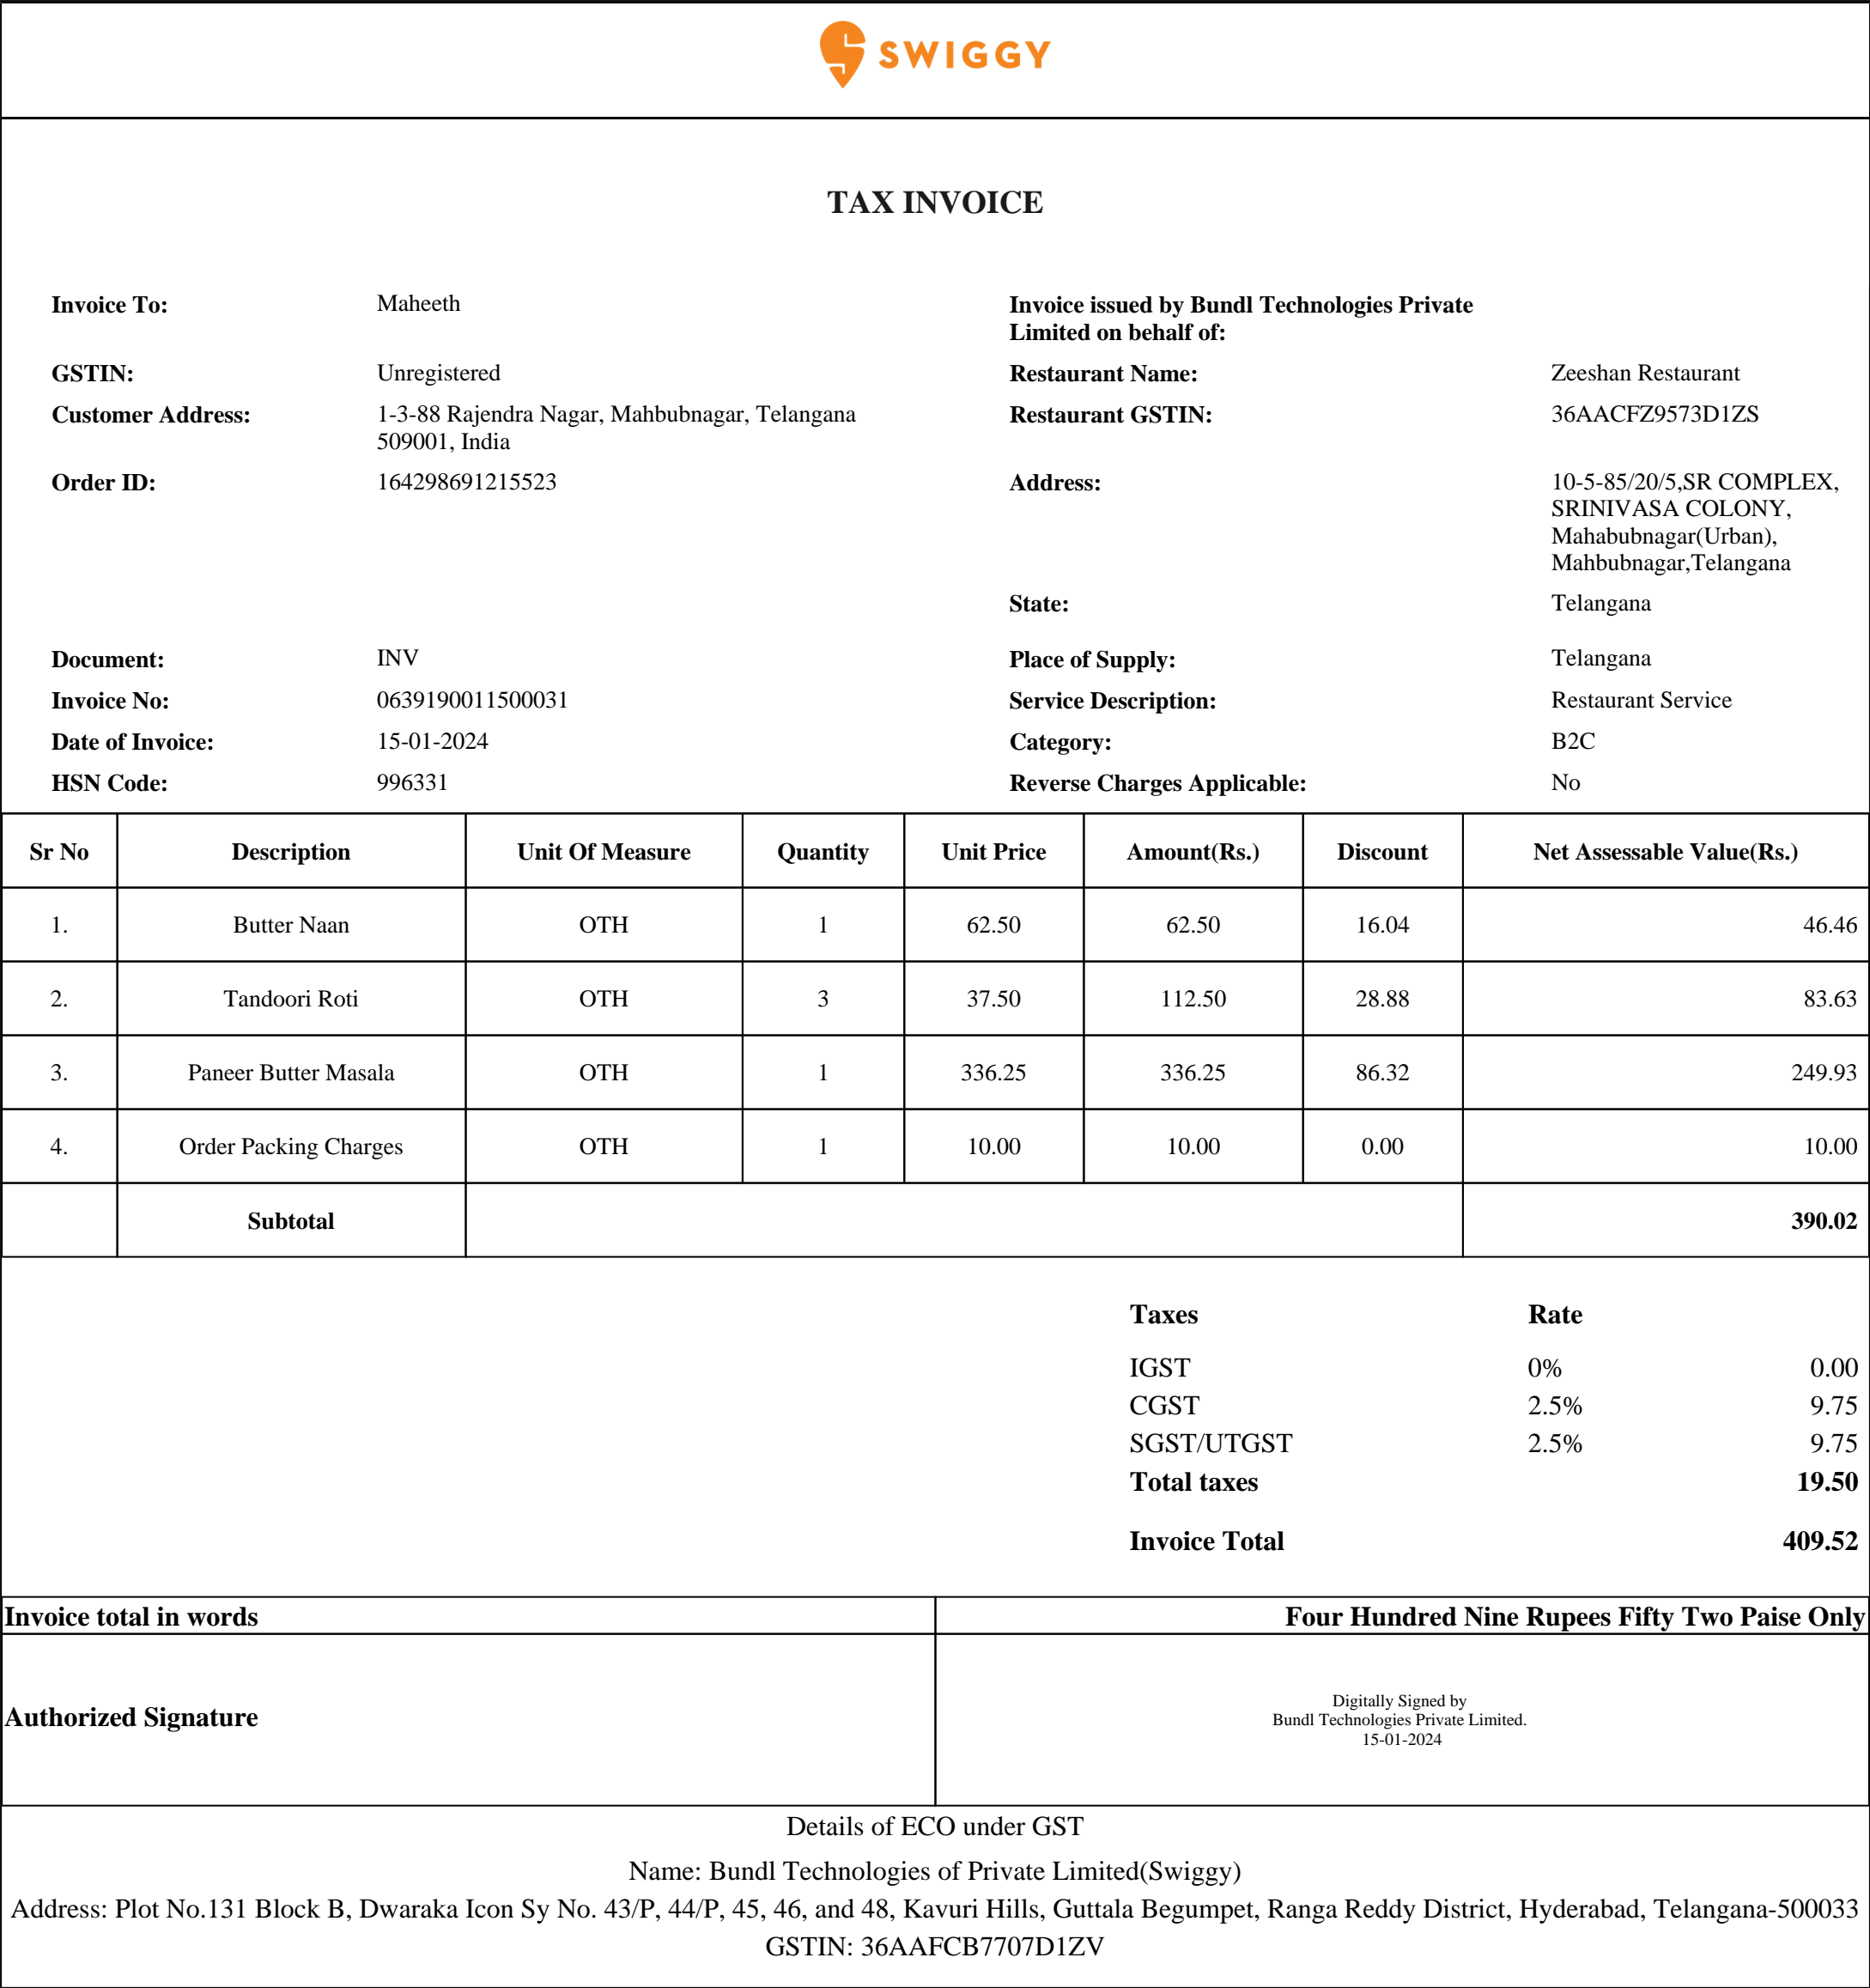 SWIGGY
TAX INVOICE
Invoice To: Maheeth
Invoice issued by Bundl Technologies Private
Limited on behalf of:
GSTIN: Unregistered
Restaurant Name: Zeeshan Restaurant
Customer Address: 1-3-88 Rajendra Nagar, Mahbubnagar, Telangana
509001, India
Restaurant GSTIN: 36AACFZ9573D1ZS
Order ID: 164298691215523
Address: 10-5-85/20/5,SR COMPLEX,
SRINIVASA COLONY,
Mahabubnagar(Urban),
Mahbubnagar,Telangana
State: Telangana
Document: INV
Place of Supply: Telangana
Invoice No: 0639190011500031
Service Description: Restaurant Service
Date of Invoice: 15-01-2024
Category: B2C
HSN Code: 996331
Reverse Charges Applicable: No
Sr No Description Unit Of Measure Quantity Unit Price Amount(Rs.) Discount Net Assessable Value(Rs.)
1. Butter Naan OTH 1 62.50 62.50 16.04 46.46
2. Tandoori Roti OTH 3 37.50 112.50 28.88 83.63
3. Paneer Butter Masala OTH 1 336.25 336.25 86.32 249.93
4. Order Packing Charges OTH 1 10.00 10.00 0.00 10.00
Subtotal 390.02
Taxes Rate
IGST 0% 0.00
CGST 2.5% 9.75
SGST/UTGST 2.5% 9.75
Total taxes 19.50
Invoice Total 409.52
Invoice total in words Four Hundred Nine Rupees Fifty Two Paise Only
Authorized Signature
Digitally Signed by
Bundl Technologies Private Limited.
15-01-2024
Details of ECO under GST
Name: Bundl Technologies of Private Limited(Swiggy)
Address: Plot No.131 Block B, Dwaraka Icon Sy No. 43/P, 44/P, 45, 46, and 48, Kavuri Hills, Guttala Begumpet, Ranga Reddy District, Hyderabad, Telangana-500033
GSTIN: 36AAFCB7707D1ZV